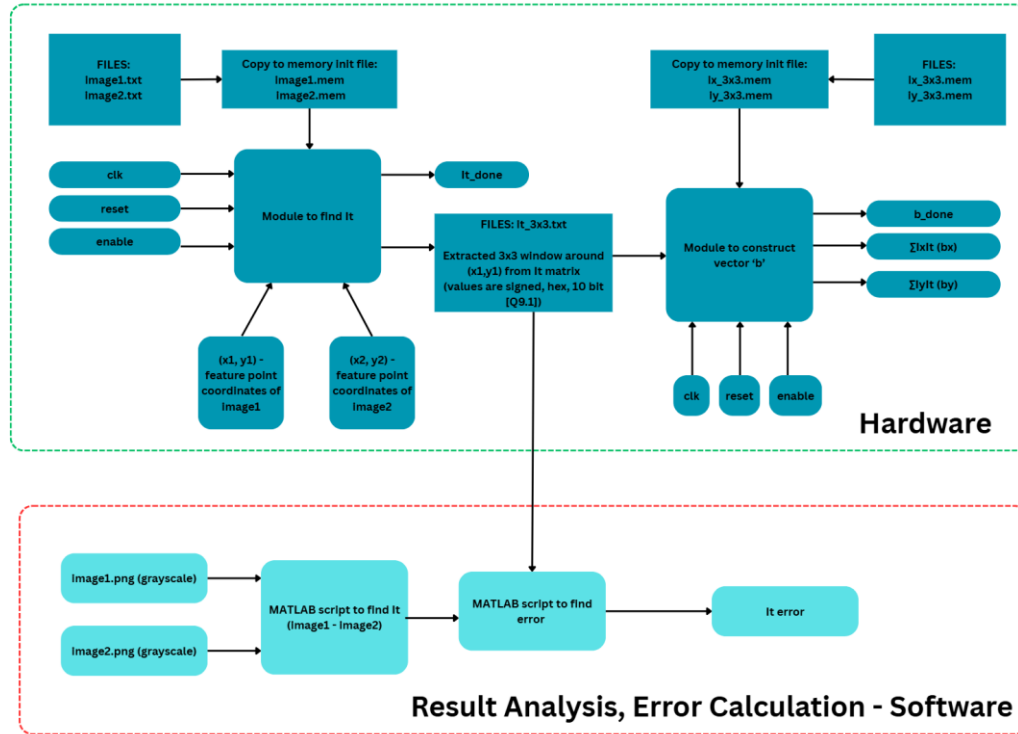 FILES:
Image1.txt
Image2.txt
Copy to memory init file:
Image1.mem
Image2.mem
Copy to memory init file:
Ix_3x3.mem
Iy_3x3.mem
FILES:
Ix_3x3.mem
Iy_3x3.mem
clk
reset
enable
Module to find It
It_done
FILES: It_3x3.txt
Extracted 3x3 window around
(x1,y1) from It matrix
(values are signed, hex, 10 bit
[Q9.1])
Module to construct
vector ‘b’
b_done
∑IxIt (bx)
∑IyIt (by)
(x1, y1) -
feature point
coordinates of
Image1
(x2, y2) -
feature point
coordinates of
Image2
clk
reset
enable
Hardware
Image1.png (grayscale)
Image2.png (grayscale)
MATLAB script to find It
(Image1 - Image2)
MATLAB script to find
error
It error
Result Analysis, Error Calculation - Software